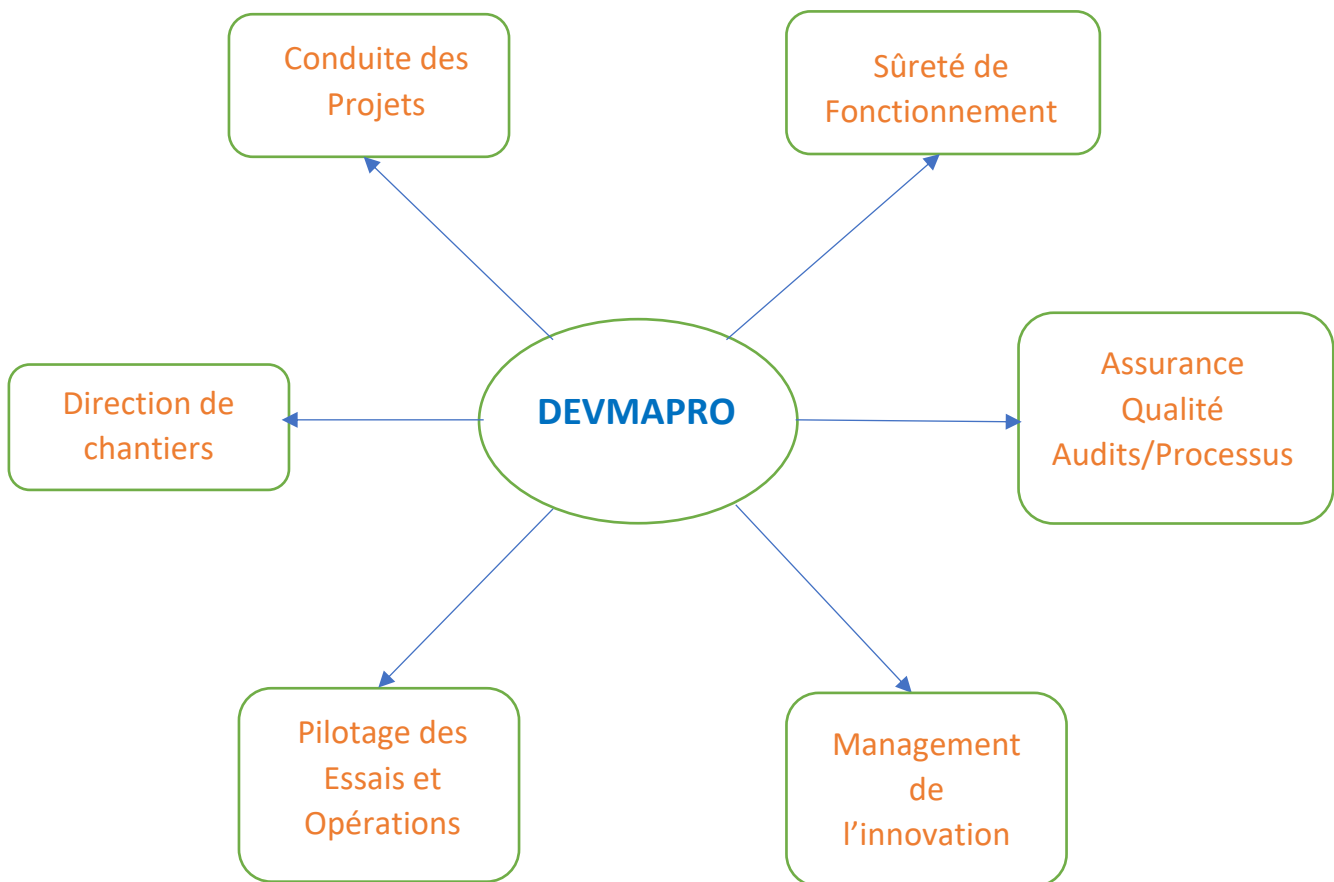 Conduite des
Projets
Sûreté de
Fonctionnement
Direction de
chantiers
DEVMAPRO
Assurance
Qualité
Audits/Processus
Pilotage des
Essais et
Opérations
Management
de
l’innovation